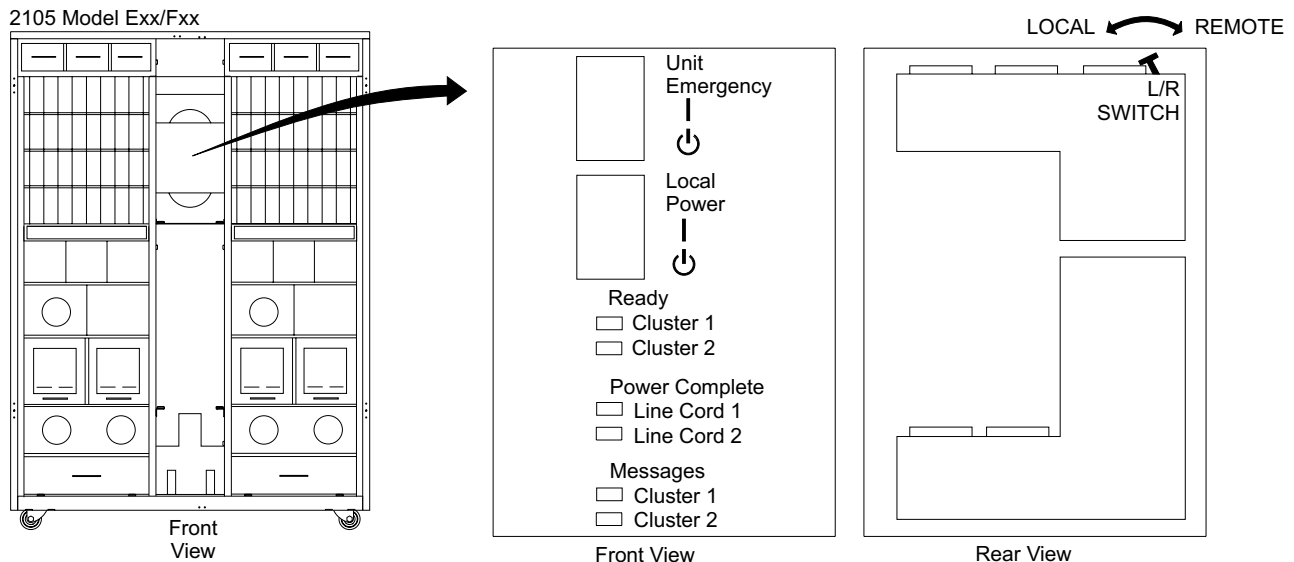 2105 Model Exx/Fxx
Front
View
Unit
Emergency
Local
Power
Ready
Cluster 1
Cluster 2
Power Complete
Line Cord 1
Line Cord 2
Messages
Cluster 1
Cluster 2
Front View
LOCAL REMOTE
L/R
SWITCH
Rear View